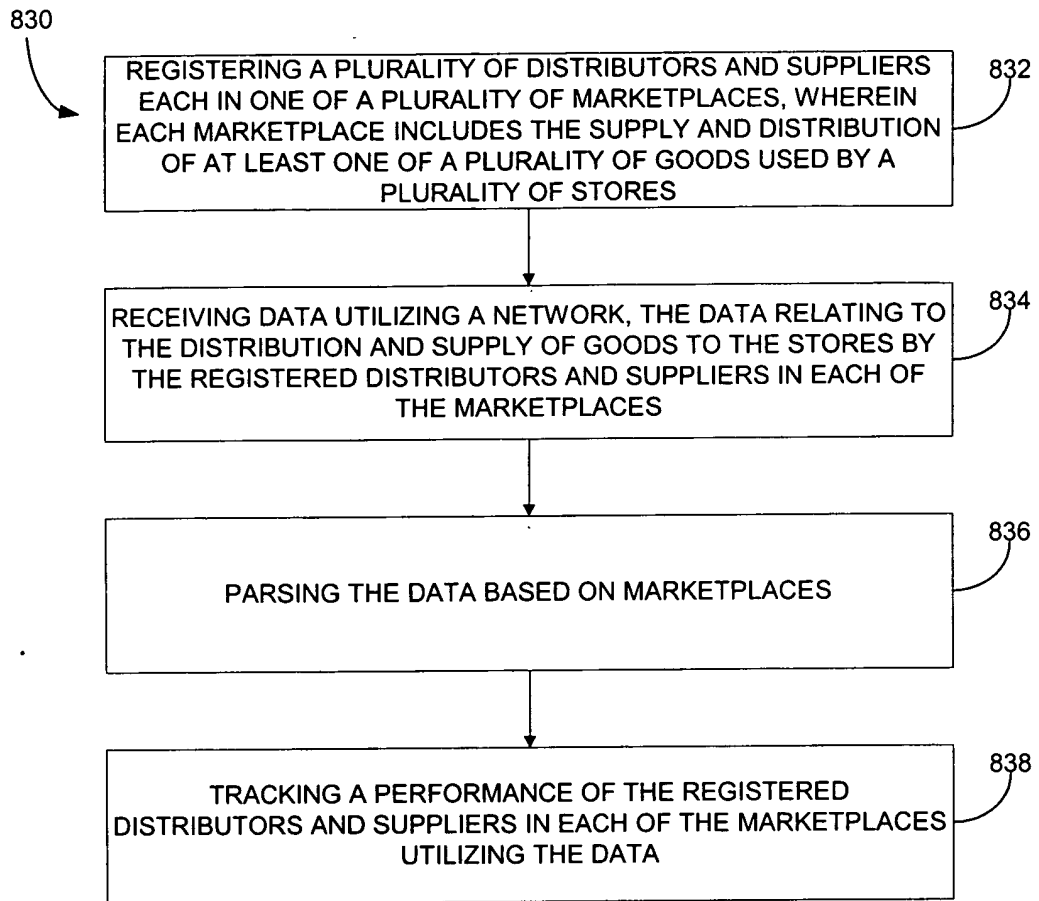 830
REGISTERING A PLURALITY OF DISTRIBUTORS AND SUPPLIERS
EACH IN ONE OF A PLURALITY OF MARKETPLACES, WHEREIN
EACH MARKETPLACE INCLUDES THE SUPPLY AND DISTRIBUTION
OF AT LEAST ONE OF A PLURALITY OF GOODS USED BY A
PLURALITY OF STORES
832
RECEIVING DATA UTILIZING A NETWORK, THE DATA RELATING TO
THE DISTRIBUTION AND SUPPLY OF GOODS TO THE STORES BY
THE REGISTERED DISTRIBUTORS AND SUPPLIERS IN EACH OF
THE MARKETPLACES
834
PARSING THE DATA BASED ON MARKETPLACES
836
TRACKING A PERFORMANCE OF THE REGISTERED
DISTRIBUTORS AND SUPPLIERS IN EACH OF THE MARKETPLACES
UTILIZING THE DATA
838